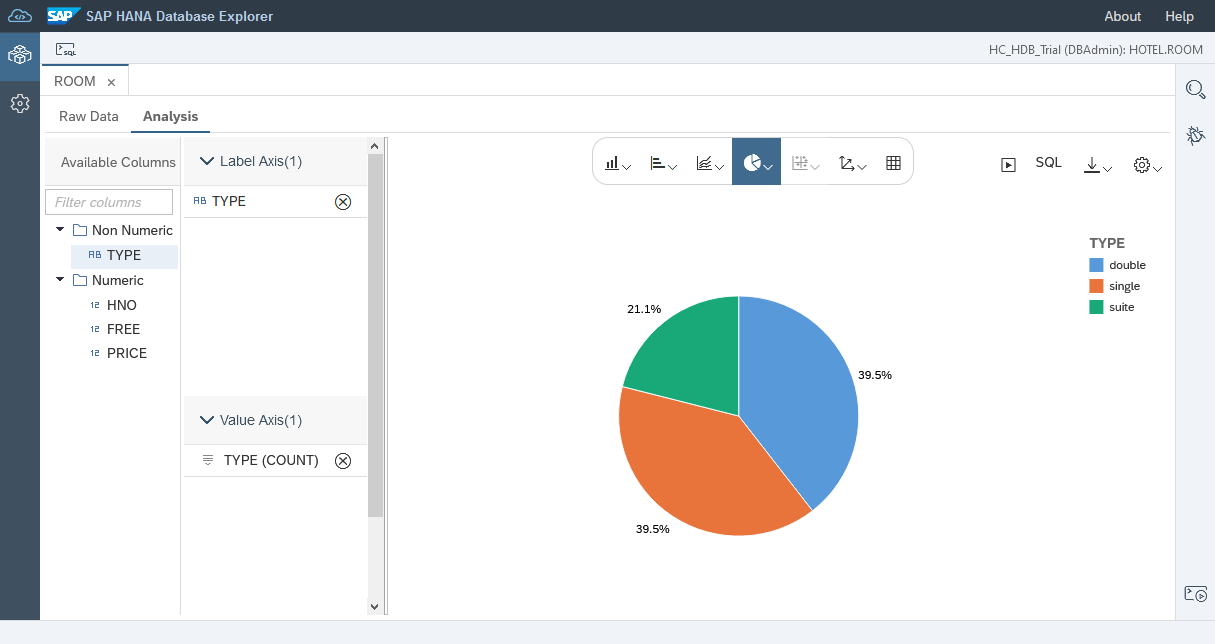 SAP SAP HANA Database Explorer About Help
SQL HC_HDB_Trial (DBAdmin): HOTEL.ROOM
ROOM
Raw Data Analysis
Available Columns
Filter columns
Non Numeric
AB TYPE
Numeric
12 HNO
12 FREE
12 PRICE
Label Axis(1)
AB TYPE
Value Axis(1)
TYPE (COUNT)
SQL
TYPE
double
single
suite
21.1%
39.5%
39.5%